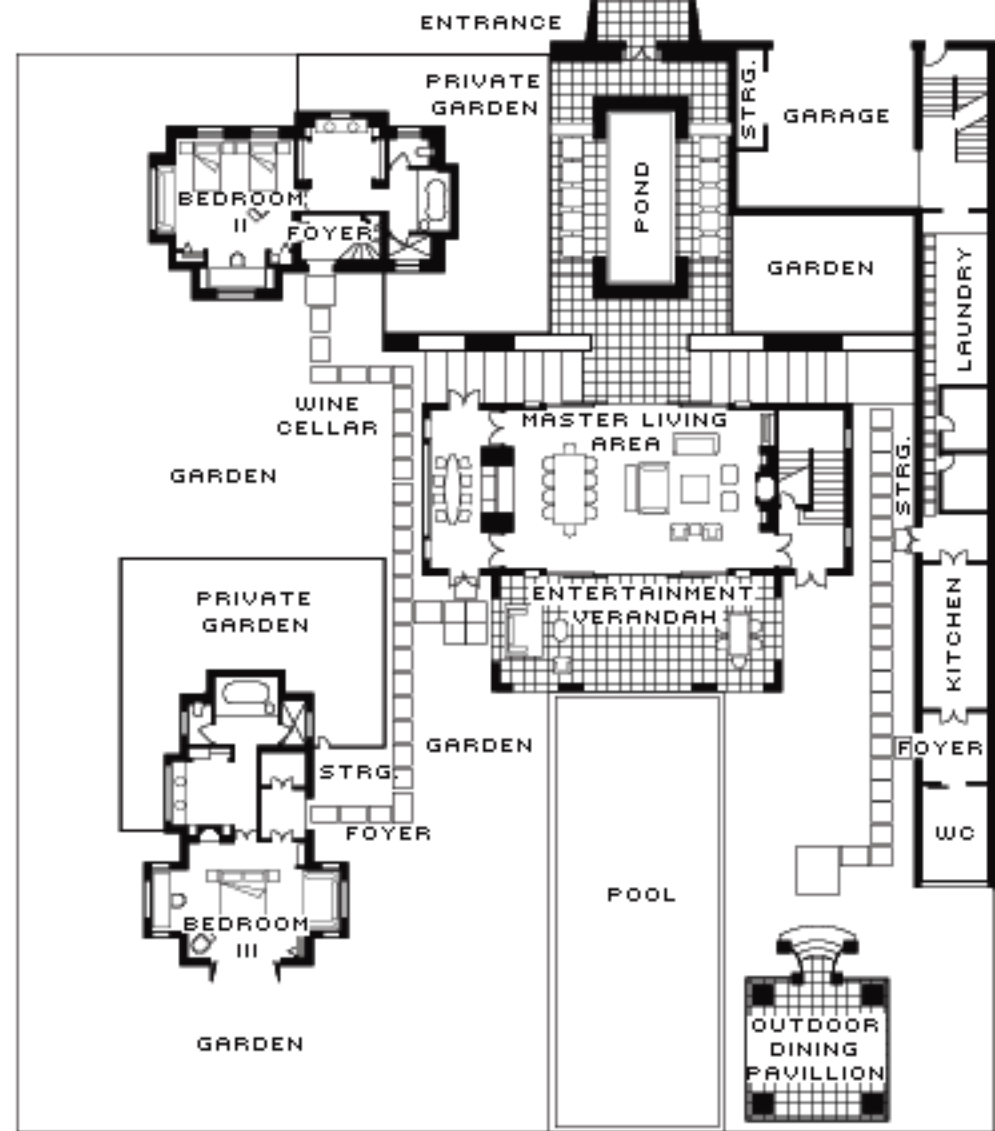 ENTRANCE
PRIVATE
GARDEN
STRG.
GARAGE
POND
BEDROOM
II
FOYER
GARDEN
LAUNDRY
WINE
CELLAR
MASTER LIVING
AREA
GARDEN
STRG.
PRIVATE
GARDEN
ENTERTAINMENT
VERANDAH
KITCHEN
GARDEN
FOYER
STRG.
FOYER
WC
POOL
BEDROOM
III
GARDEN
OUTDOOR
DINING
PAVILLION